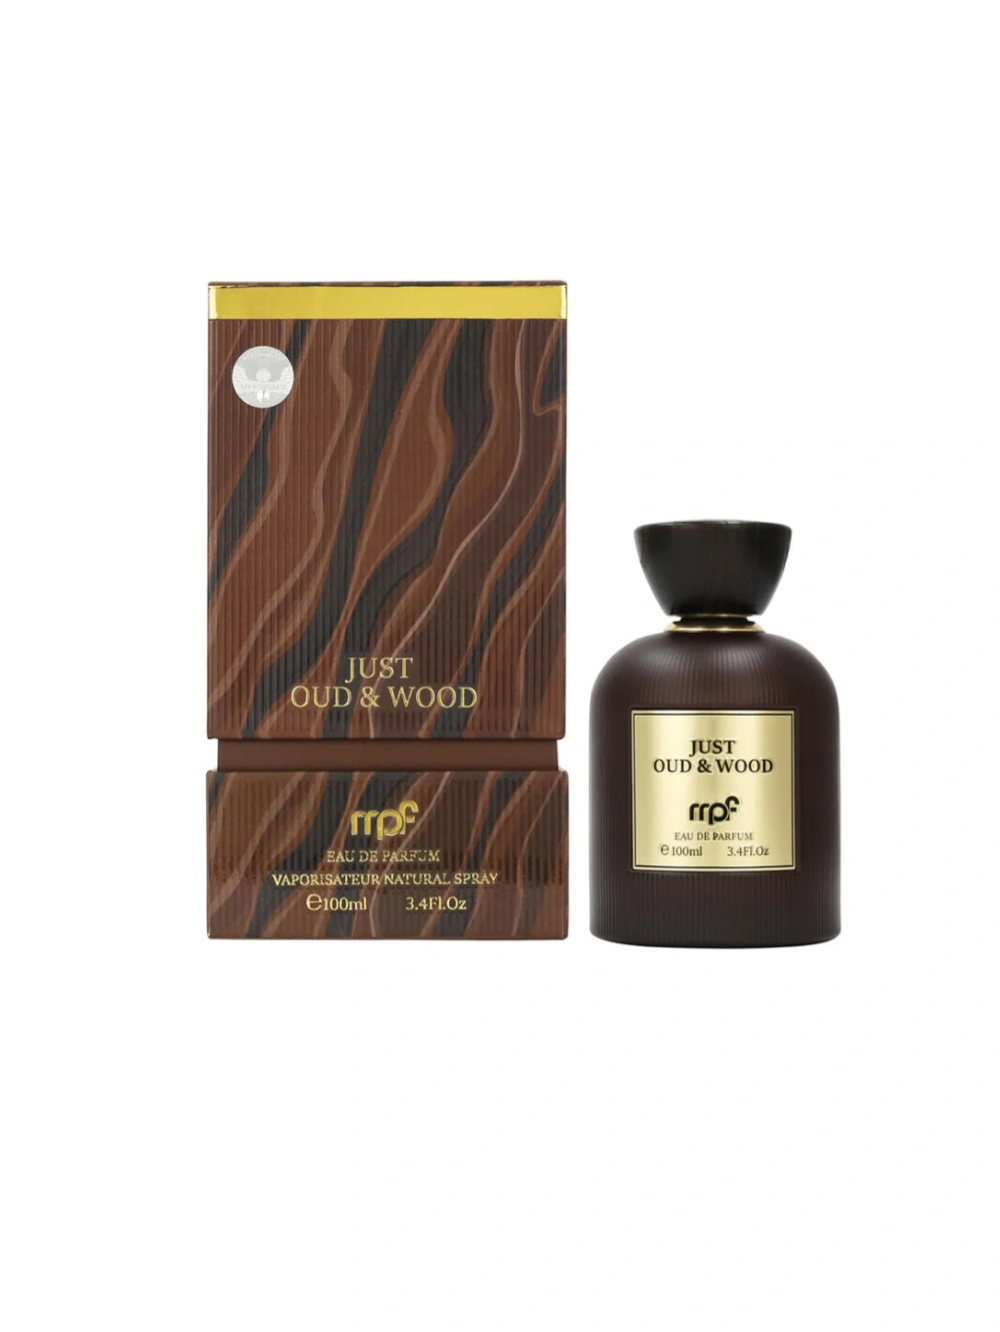 JUST
OUD & WOOD
mpf
EAU DE PARFUM
VAPORISATEUR NATURAL SPRAY
℮100ml 3.4Fl.Oz
JUST
OUD & WOOD
mpf
EAU DE PARFUM
℮100ml 3.4Fl.Oz